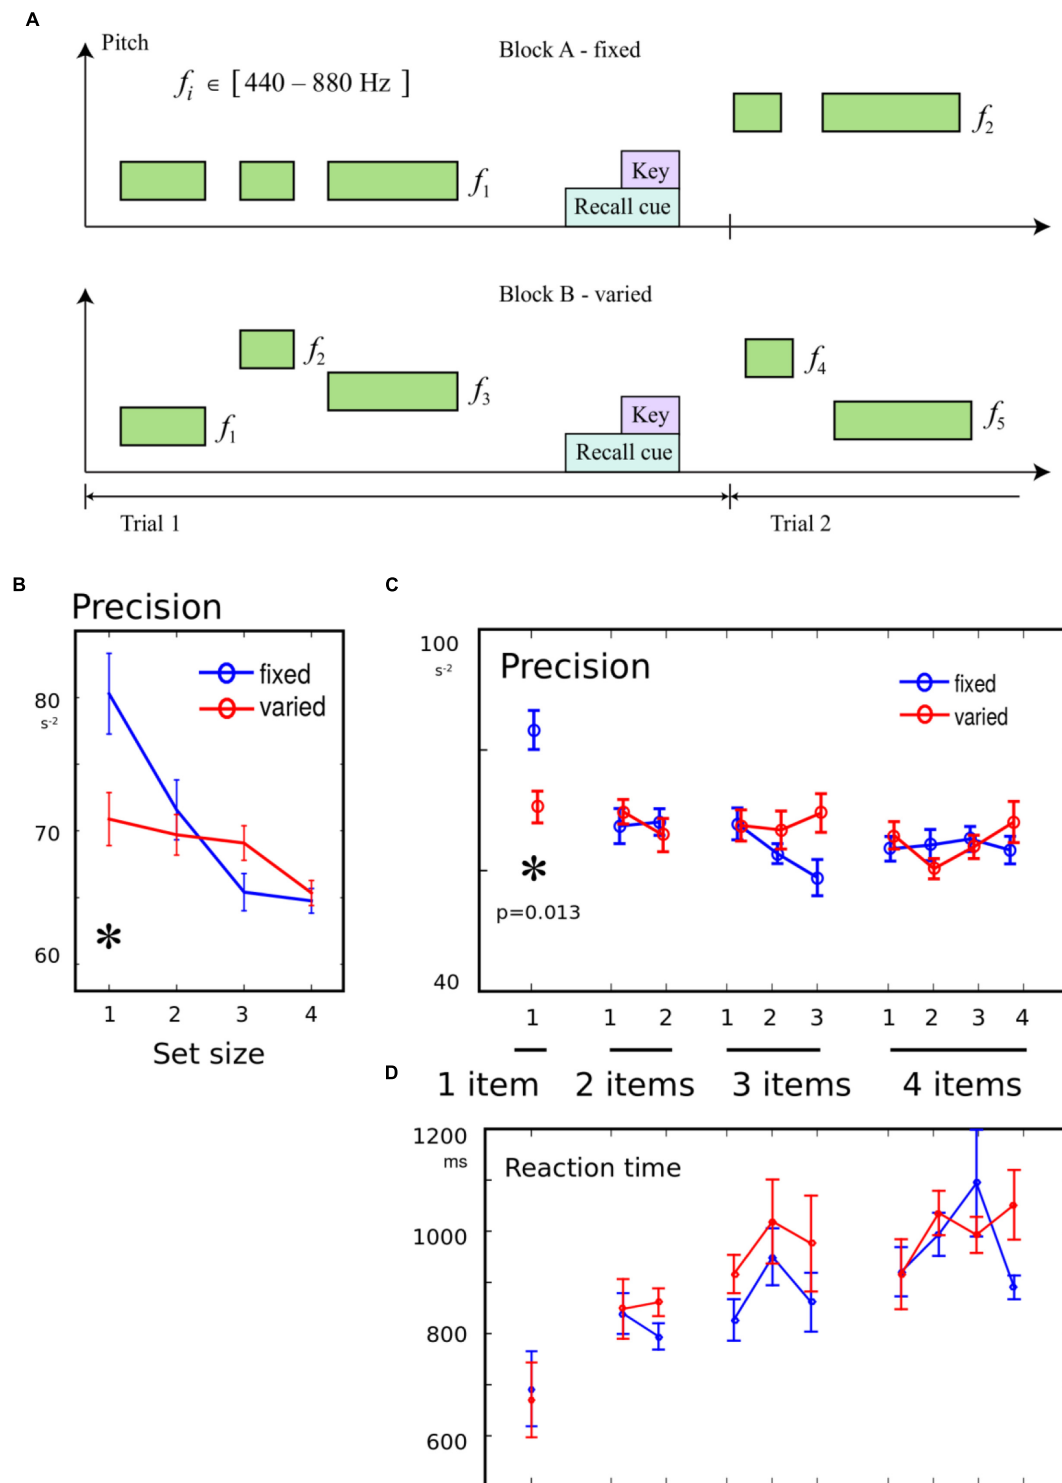 A
Pitch
Block A - fixed
fᵢ ∈ [ 440 – 880 Hz ]
f₂
f₁
Key
Recall cue
Block B - varied
f₂
f₄
f₃
f₁
Key
f₅
Recall cue
Trial 1
Trial 2
B
Precision
fixed
varied
80
s⁻²
70
60
*
1 2 3 4
Set size
C
100
s⁻²
Precision
fixed
varied
*
p=0.013
40
1 1 2 1 2 3 1 2 3 4
1 item 2 items 3 items 4 items
D
1200
ms
Reaction time
1000
800
600